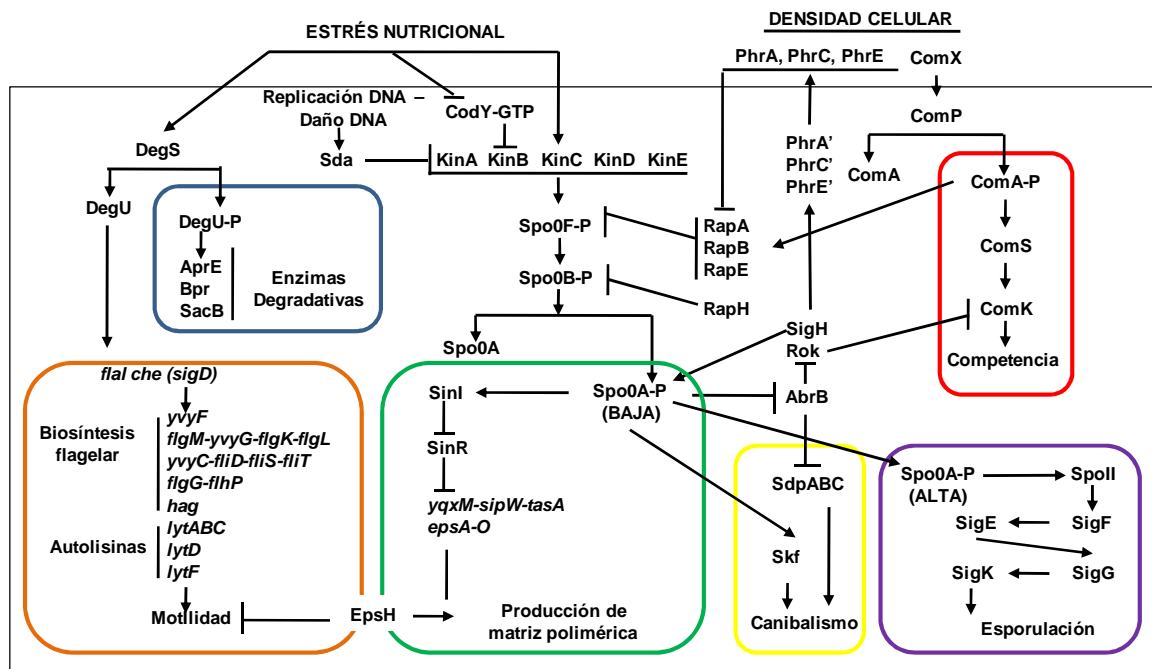 DENSIDAD CELULAR
ESTRÉS NUTRICIONAL
PhrA, PhrC, PhrE
ComX
Replicación DNA –
Daño DNA
CodY-GTP
ComP
DegS
Sda
KinA KinB KinC KinD KinE
PhrA’
PhrC’
PhrE’
ComA
ComA-P
DegU
DegU-P
AprE
Bpr
SacB
Enzimas
Degradativas
Spo0F-P
Spo0B-P
RapA
RapB
RapE
RapH
ComS
ComK
Competencia
SigH
Rok
Spo0A
flaI che (sigD)
Biosíntesis
flagelar
yvyF
flgM-yvyG-flgK-flgL
yvyC-fliD-fliS-fliT
flgG-flhP
hag
Autolisinas
lytABC
lytD
lytF
Motilidad
EpsH
SinI
SinR
yqxM-sipW-tasA
epsA-O
Producción de
matriz polimérica
Spo0A-P
(BAJA)
AbrB
SdpABC
Skf
Canibalismo
Spo0A-P
(ALTA)
SpoII
SigE
SigF
SigK
SigG
Esporulación